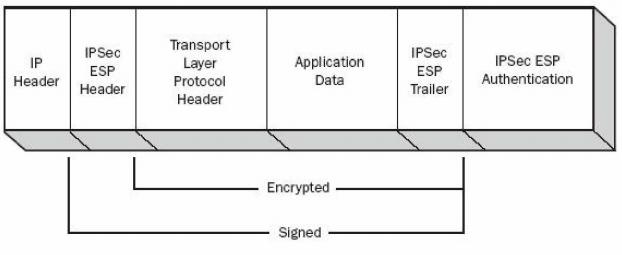 IP
Header
IPSec
ESP
Header
Transport
Layer
Protocol
Header
Application
Data
IPSec
ESP
Trailer
IPSec ESP
Authentication
Encrypted
Signed